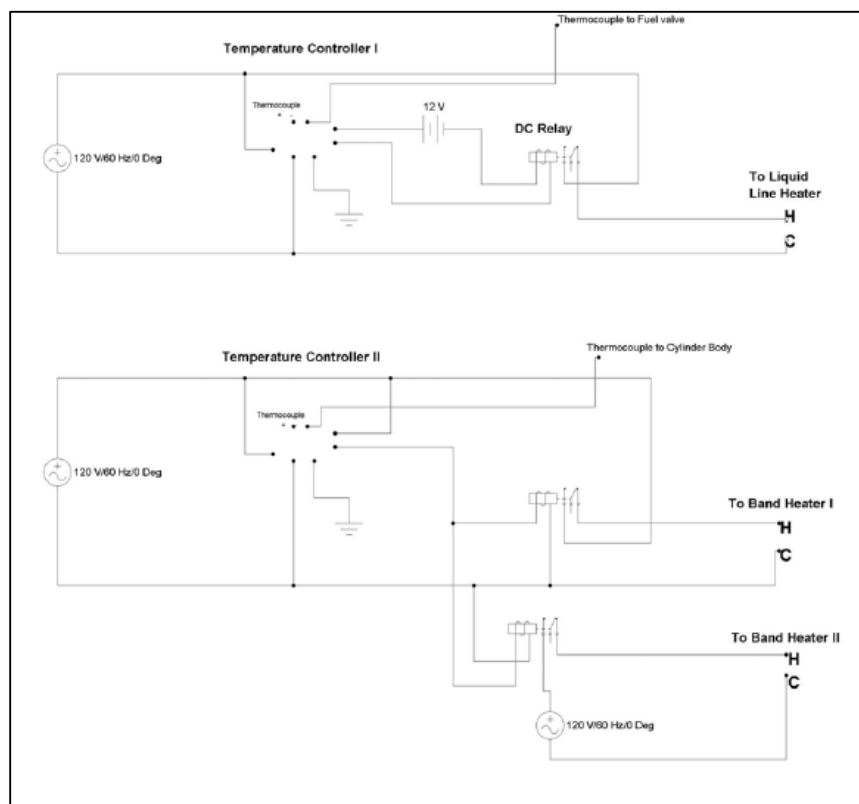 Thermocouple to Fuel valve
Temperature Controller I
Thermocouple
+ -
12 V
DC Relay
120 V/60 Hz/0 Deg
To Liquid
Line Heater
H
C
Thermocouple to Cylinder Body
Temperature Controller II
Thermocouple
+ -
120 V/60 Hz/0 Deg
To Band Heater I
H
C
To Band Heater II
H
C
120 V/60 Hz/0 Deg